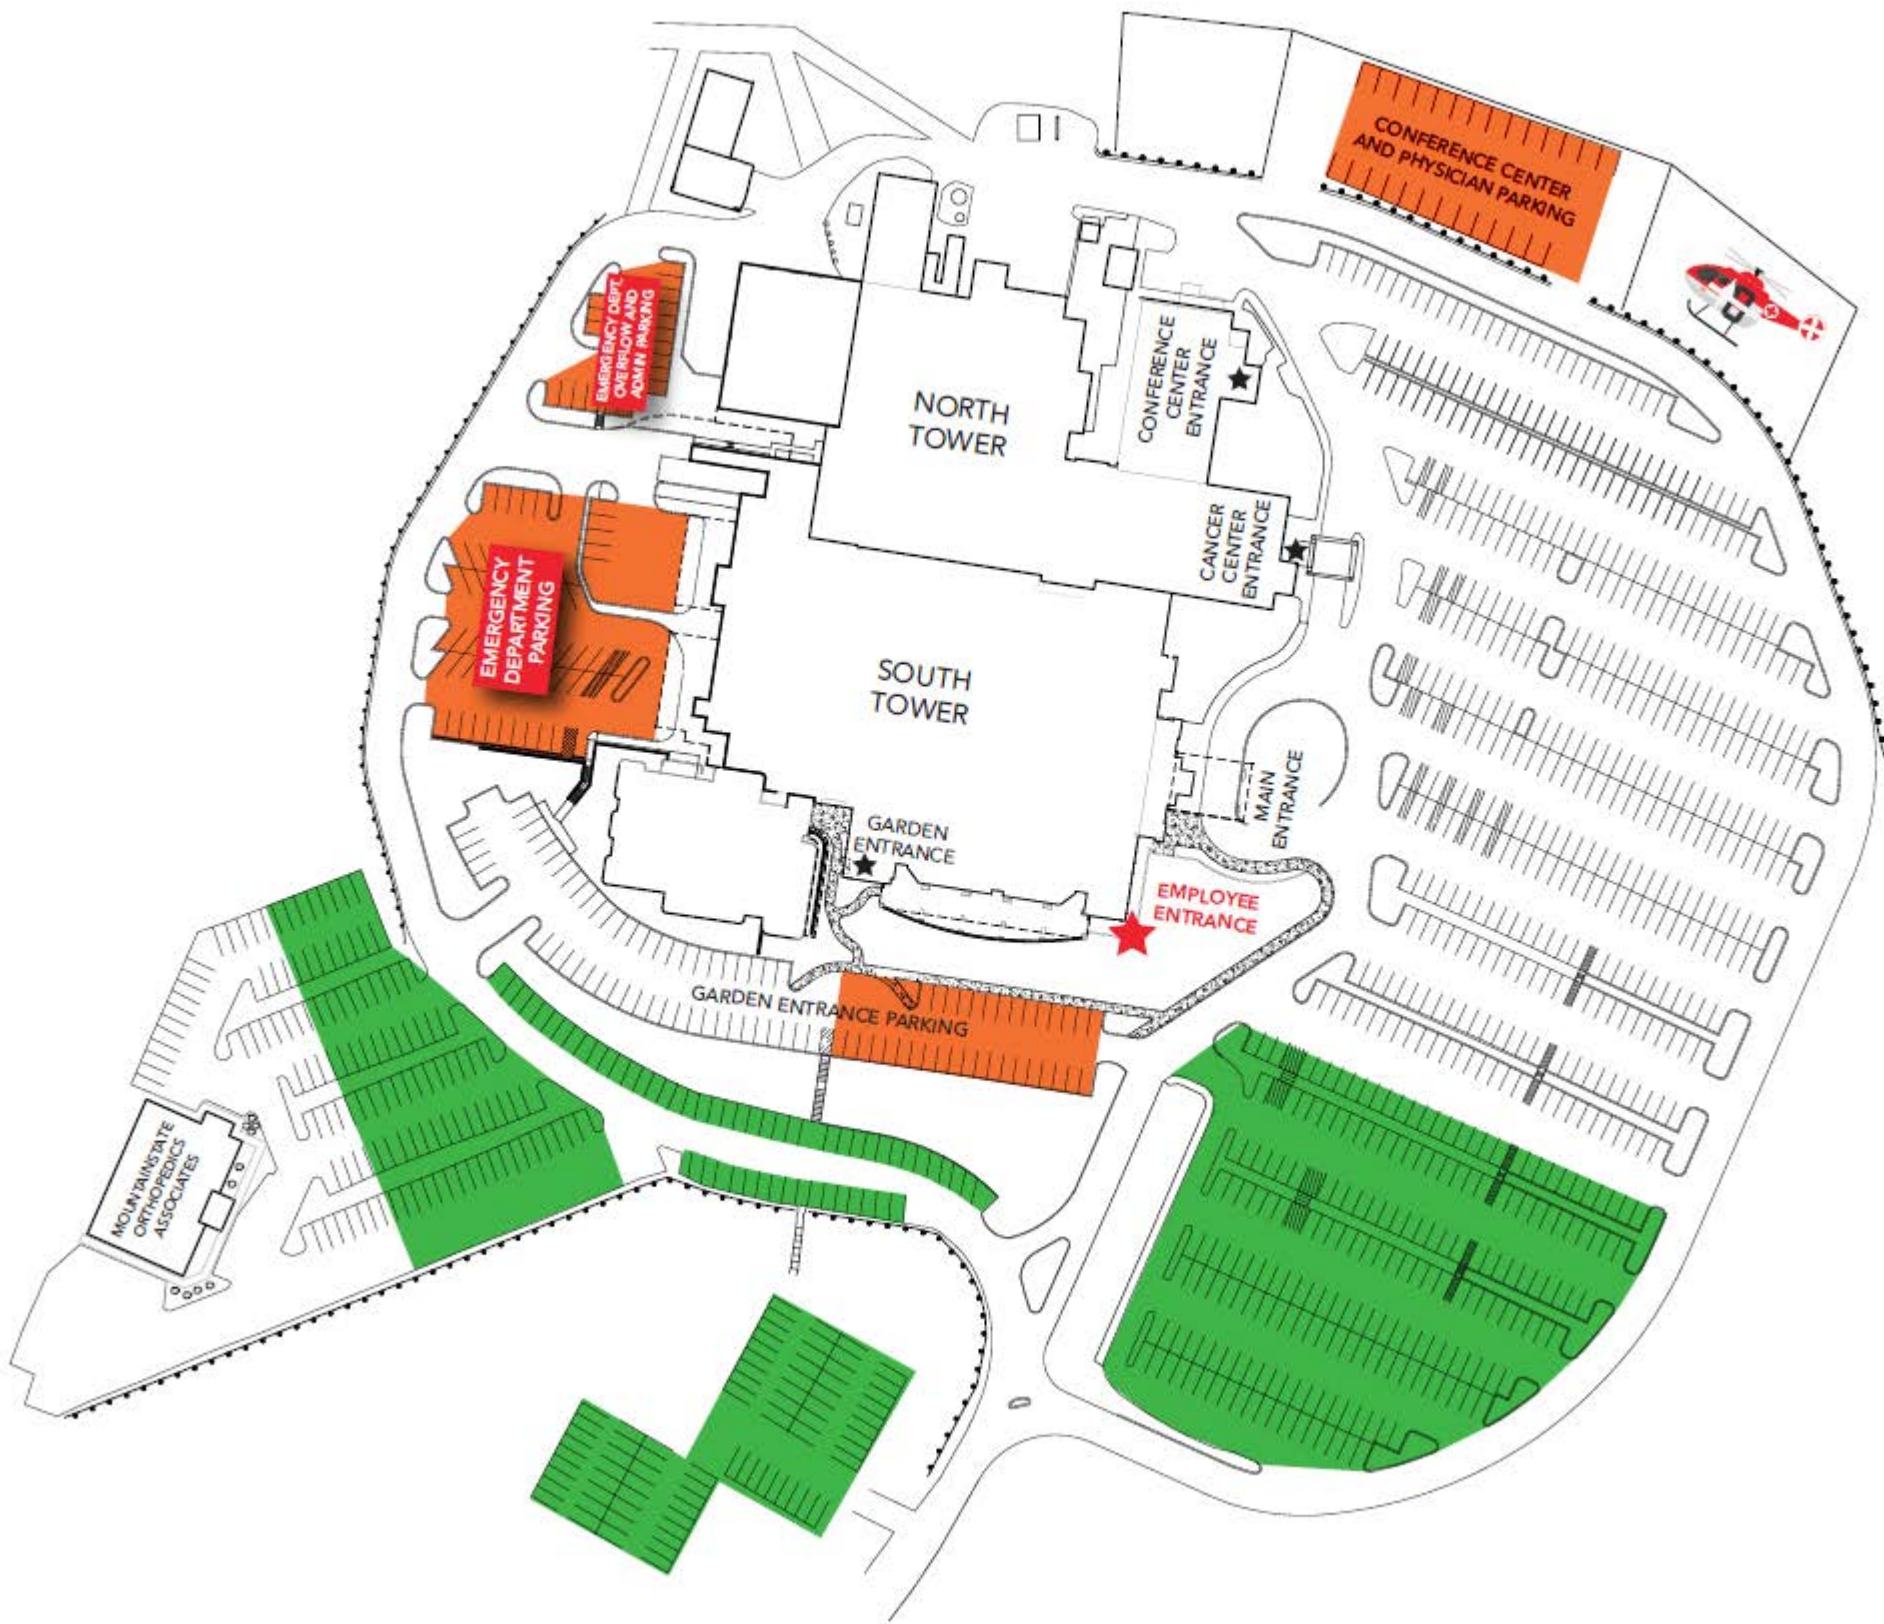 CONFERENCE CENTER
AND PHYSICIAN PARKING
EMERGENCY DEPT.
OVERFLOW AND
ADMIN PARKING
NORTH
TOWER
CONFERENCE
CENTER
ENTRANCE
CANCER
CENTER
ENTRANCE
EMERGENCY
DEPARTMENT
PARKING
SOUTH
TOWER
MAIN
ENTRANCE
GARDEN
ENTRANCE
EMPLOYEE
ENTRANCE
GARDEN ENTRANCE PARKING
MOUNTAINSTATE
ORTHOPEDICS
ASSOCIATES